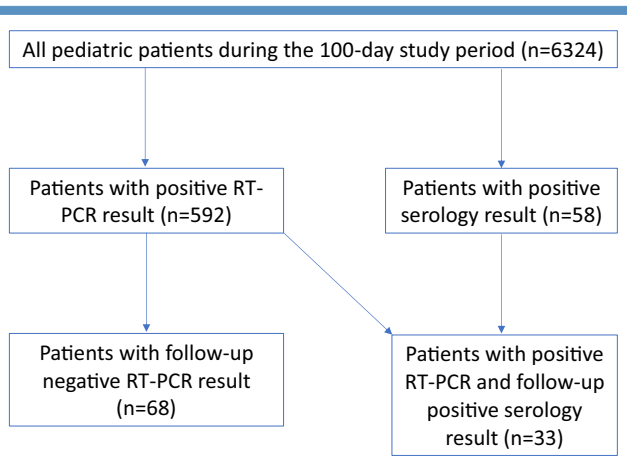 All pediatric patients during the 100-day study period (n=6324)
Patients with positive RT-
PCR result (n=592)
Patients with positive
serology result (n=58)
Patients with follow-up
negative RT-PCR result
(n=68)
Patients with positive
RT-PCR and follow-up
positive serology
result (n=33)